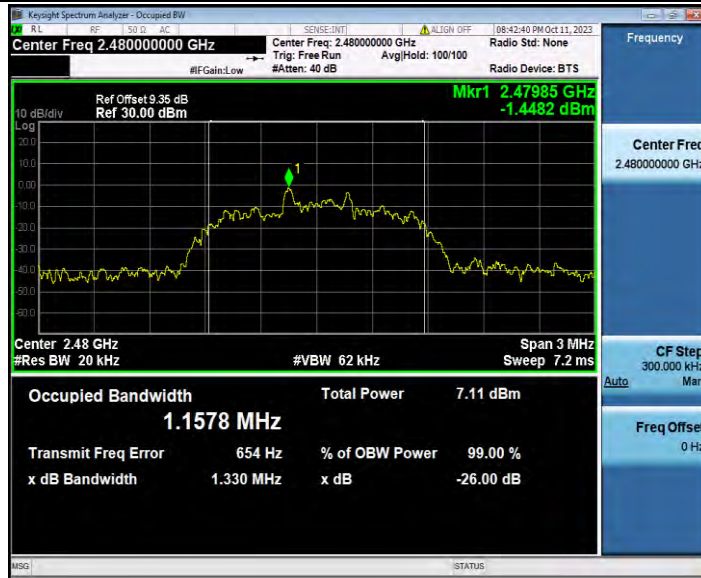 Keysight Spectrum Analyzer - Occupied BW
RL RF 50 Ω AC SENSE:INT ALIGN OFF 08:42:40 PM Oct 11, 2023
Center Freq 2.480000000 GHz
Center Freq: 2.480000000 GHz
Radio Std: None
Trig: Free Run Avg|Hold: 100/100
#IFGain:Low #Atten: 40 dB Radio Device: BTS
Mkr1 2.47985 GHz
-1.4482 dBm
Ref Offset 9.35 dB
10 dB/div Ref 30.00 dBm
Log
20.0
10.0
0.00
-10.0
-20.0
-30.0
-40.0
-50.0
-60.0
1
Center 2.48 GHz Span 3 MHz
#Res BW 20 kHz #VBW 62 kHz Sweep 7.2 ms
Occupied Bandwidth Total Power 7.11 dBm
1.1578 MHz
Transmit Freq Error 654 Hz % of OBW Power 99.00 %
x dB Bandwidth 1.330 MHz x dB -26.00 dB
MSG STATUS
Frequency
Center Freq
2.480000000 GHz
CF Step
300.000 kHz
Auto Man
Freq Offset
0 Hz